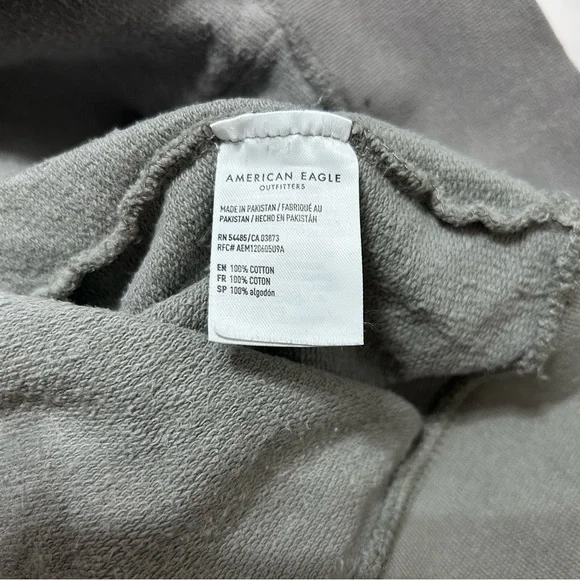 AMERICAN EAGLE
OUTFITTERS
MADE IN PAKISTAN / FABRIQUÉ AU
PAKISTAN / HECHO EN PAKISTÁN
RN 54485/CA 03873
RFC# AEM120605U9A
EN 100% COTTON
FR 100% COTON
SP 100% algodón